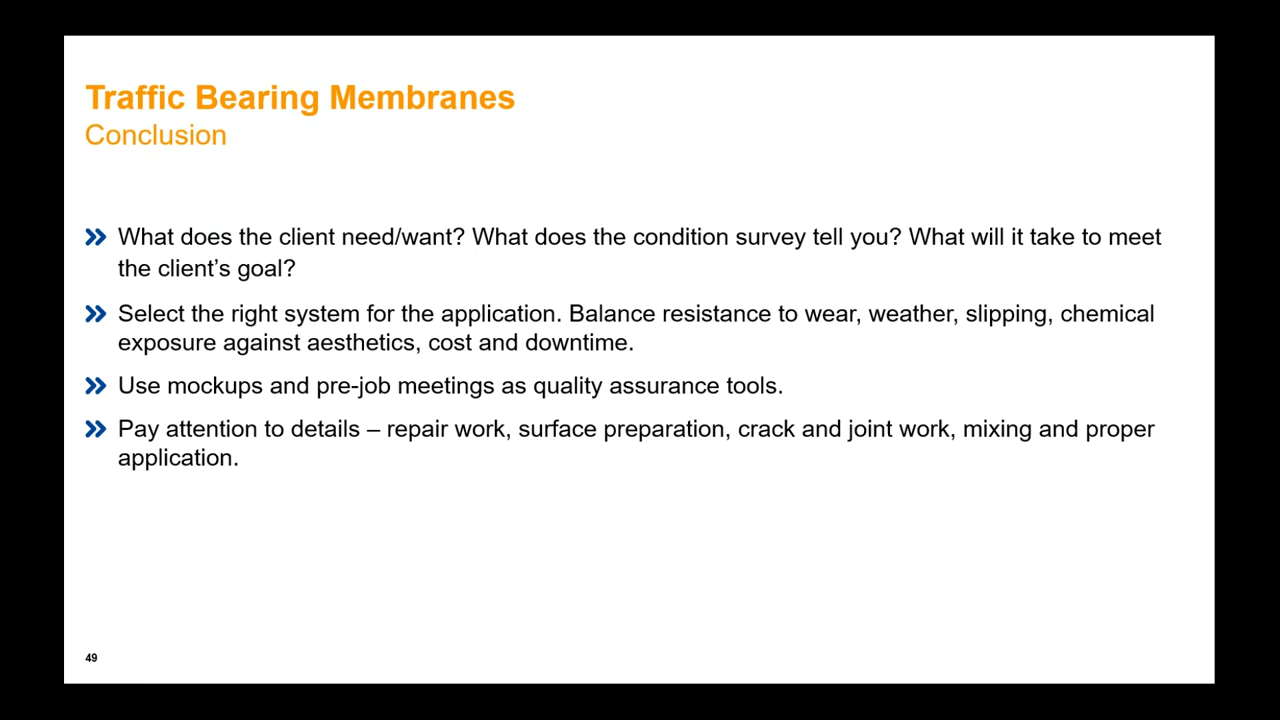 Traffic Bearing Membranes
Conclusion
What does the client need/want? What does the condition survey tell you? What will it take to meet
the client’s goal?
Select the right system for the application. Balance resistance to wear, weather, slipping, chemical
exposure against aesthetics, cost and downtime.
Use mockups and pre-job meetings as quality assurance tools.
Pay attention to details – repair work, surface preparation, crack and joint work, mixing and proper
application.
49